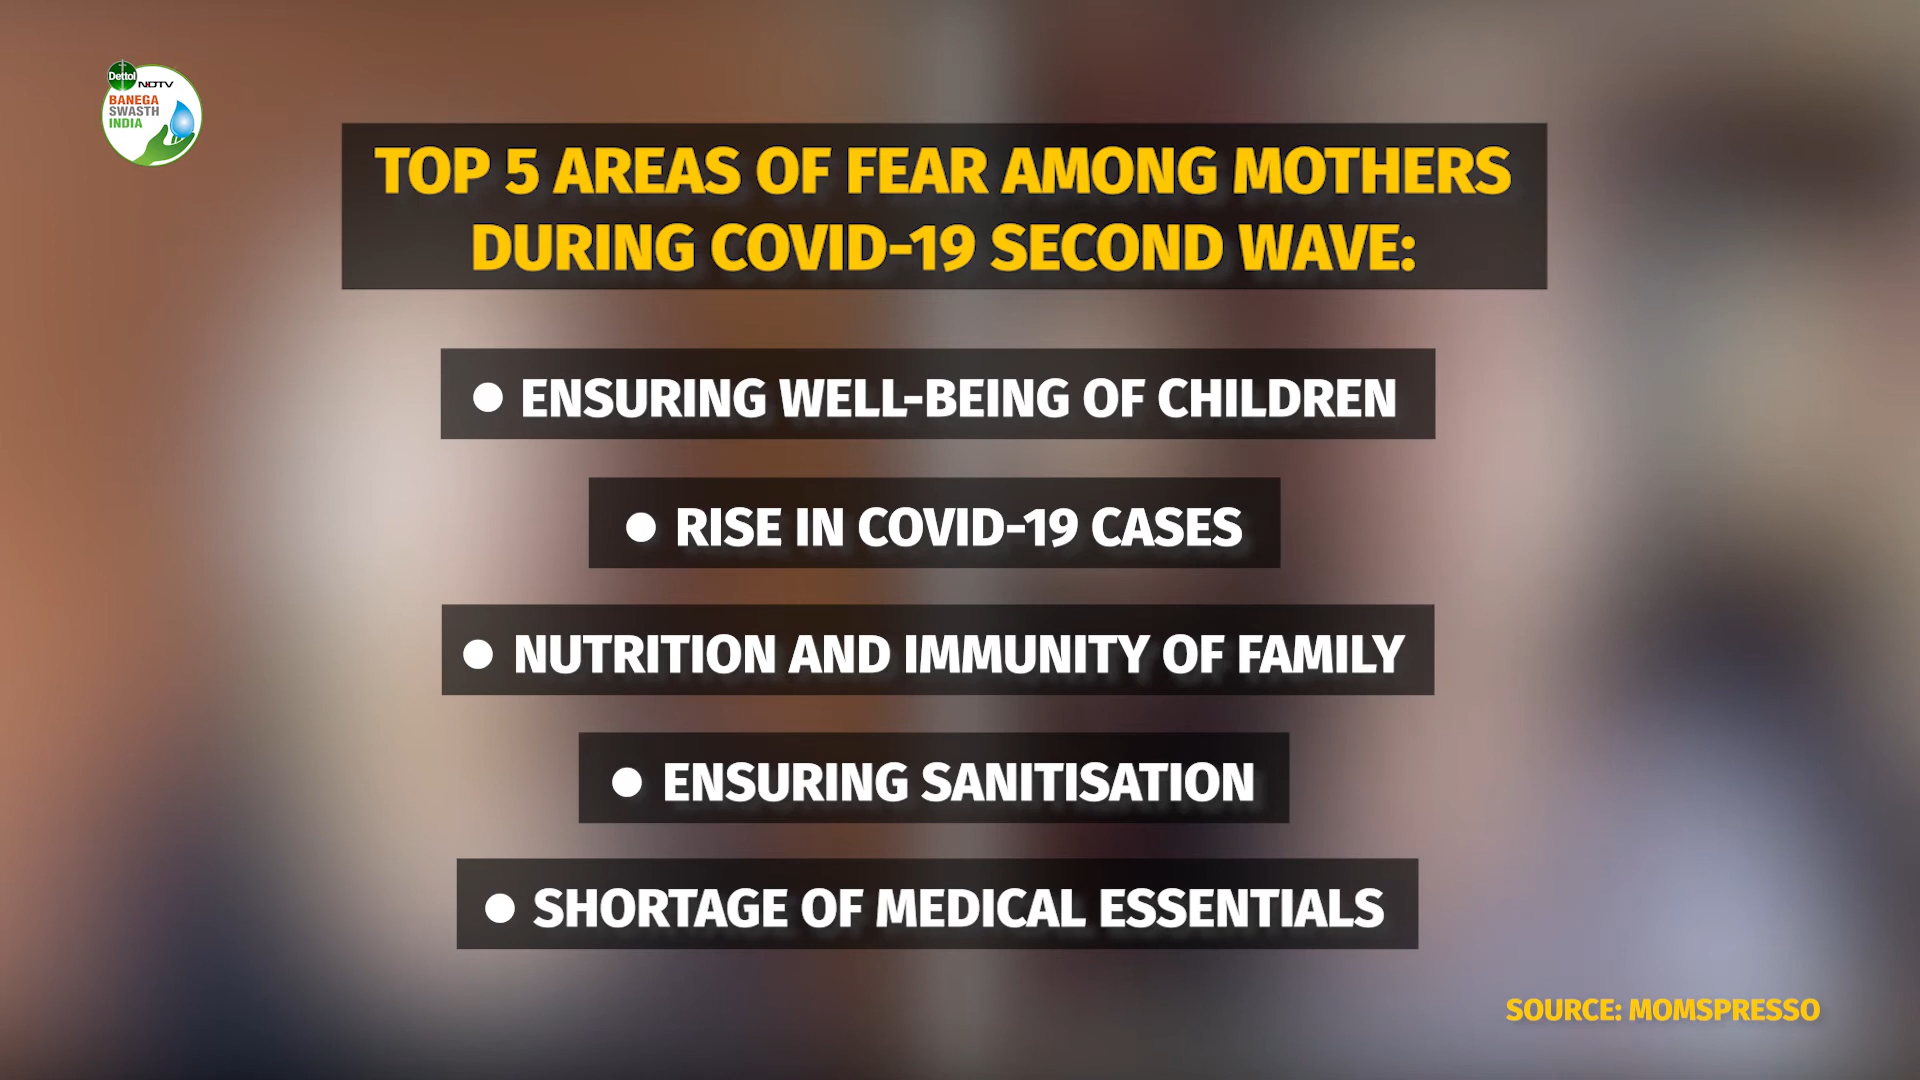 Dettol
NDTV
BANEGA
SWASTH
INDIA
TOP 5 AREAS OF FEAR AMONG MOTHERS
DURING COVID-19 SECOND WAVE:
● ENSURING WELL-BEING OF CHILDREN
● RISE IN COVID-19 CASES
● NUTRITION AND IMMUNITY OF FAMILY
● ENSURING SANITISATION
● SHORTAGE OF MEDICAL ESSENTIALS
SOURCE: MOMSPRESSO